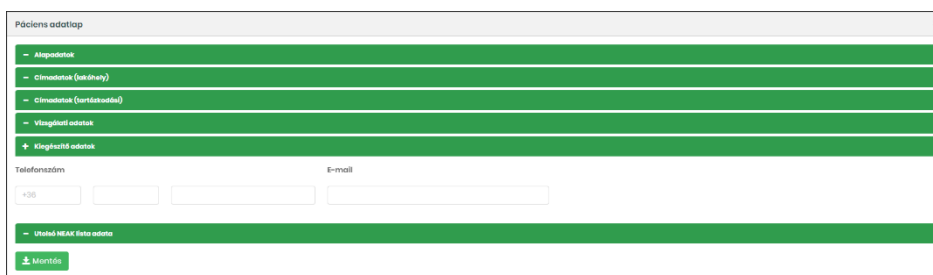 Páciens adatlap
− Alapadatok
− Címadatok (lakóhely)
− Címadatok (tartózkodási)
− Vizsgálati adatok
+ Kiegészítő adatok
Telefonszám E-mail
+36
− Utolsó NEAK lista adata
Mentés